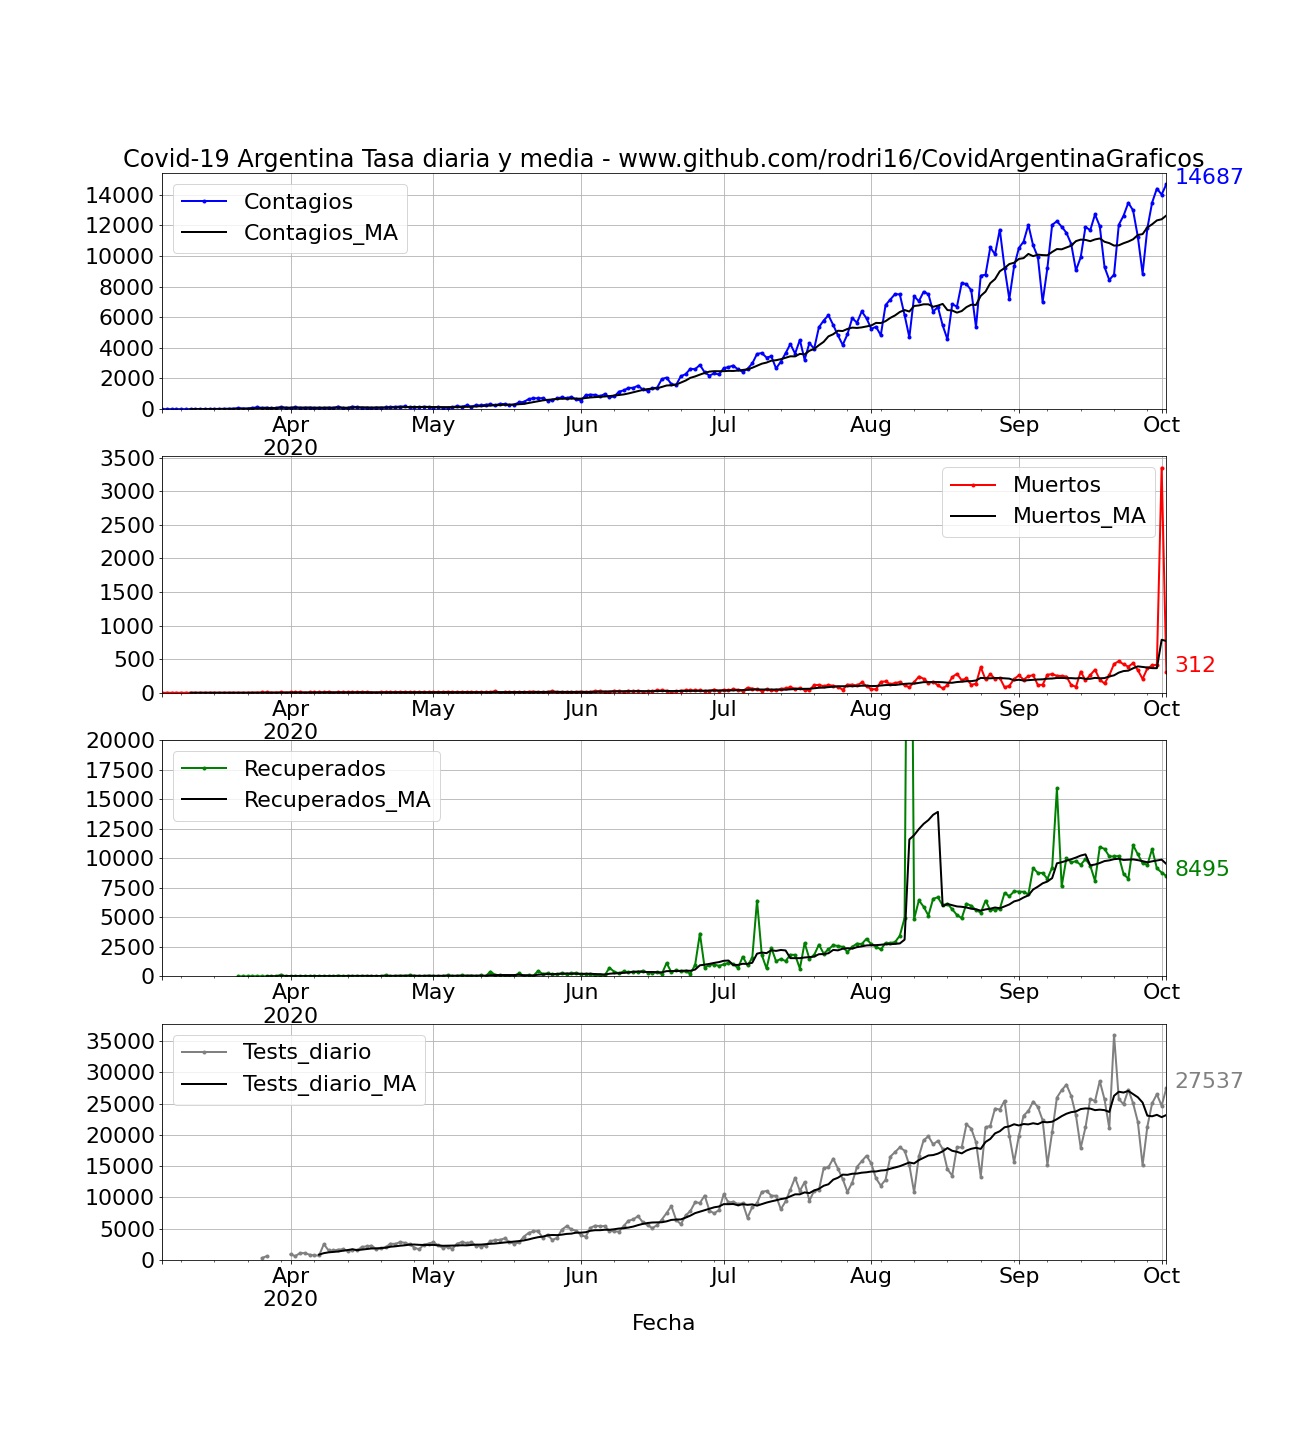 Covid-19 Argentina Tasa diaria y media - www.github.com/rodri16/CovidArgentinaGraficos
14687
14000
12000
10000
8000
6000
4000
2000
0
Contagios
Contagios_MA
Apr May Jun Jul Aug Sep Oct
2020
3500
3000
2500
2000
1500
1000
500
0
Muertos
Muertos_MA
312
Apr May Jun Jul Aug Sep Oct
2020
20000
17500
15000
12500
10000
7500
5000
2500
0
Recuperados
Recuperados_MA
8495
Apr May Jun Jul Aug Sep Oct
2020
35000
30000
25000
20000
15000
10000
5000
0
Tests_diario
Tests_diario_MA
27537
Apr May Jun Jul Aug Sep Oct
2020
Fecha